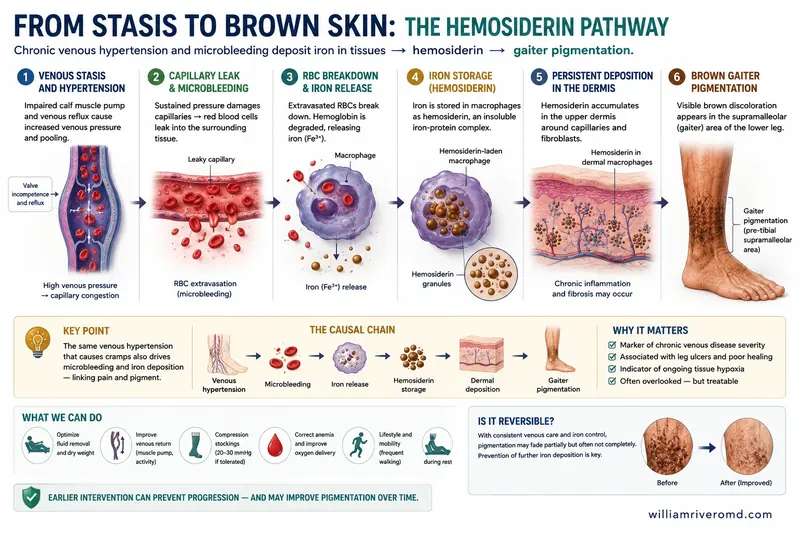 FROM STASIS TO BROWN SKIN: THE HEMOSIDERIN PATHWAY
Chronic venous hypertension and microbleeding deposit iron in tissues → hemosiderin → gaiter pigmentation.
1 VENOUS STASIS
AND HYPERTENSION
Impaired calf muscle pump
and venous reflux cause
increased venous pressure
and pooling.
Valve
incompetence
and reflux
High venous pressure
→ capillary congestion
2 CAPILLARY LEAK
& MICROBLEEDING
Sustained pressure damages
capillaries → red blood cells
leak into the surrounding
tissue.
Leaky capillary
RBC extravasation
(microbleeding)
3 RBC BREAKDOWN
& IRON RELEASE
Extravasated RBCs break
down. Hemoglobin is
degraded, releasing
iron (Fe³⁺).
Macrophage
Iron (Fe³⁺) release
4 IRON STORAGE
(HEMOSIDERIN)
Iron is stored in macrophages
as hemosiderin, an insoluble
iron-protein complex.
Hemosiderin-laden
macrophage
Hemosiderin
granules
5 PERSISTENT DEPOSITION
IN THE DERMIS
Hemosiderin accumulates
in the upper dermis
around capillaries and
fibroblasts.
Hemosiderin in
dermal macrophages
Chronic inflammation
and fibrosis may occur
6 BROWN GAITER
PIGMENTATION
Visible brown discoloration
appears in the supramalleolar
(gaiter) area of the lower leg.
Gaiter
pigmentation
(pre-tibial
supramalleolar
area)
KEY POINT
The same venous hypertension
that causes cramps also drives
microbleeding and iron deposition
— linking pain and pigment.
THE CAUSAL CHAIN
Venous
hypertension
Microbleeding
Iron release
Hemosiderin
storage
Dermal
deposition
Gaiter
pigmentation
WHY IT MATTERS
Marker of chronic venous disease severity
Associated with leg ulcers and poor healing
Indicator of ongoing tissue hypoxia
Often overlooked — but treatable
WHAT WE CAN DO
Optimize
fluid removal
and dry weight
Improve
venous return
(muscle pump,
activity)
Compression
stockings
(20–30 mmHg
if tolerated)
Correct anemia
and improve
oxygen delivery
Lifestyle and
mobility
(frequent
walking)
during rest
IS IT REVERSIBLE?
With consistent venous care and iron control,
pigmentation may fade partially but often not completely.
Prevention of further iron deposition is key.
Before
After (Improved)
EARLIER INTERVENTION CAN PREVENT PROGRESSION — AND MAY IMPROVE PIGMENTATION OVER TIME.
williamriveromd.com